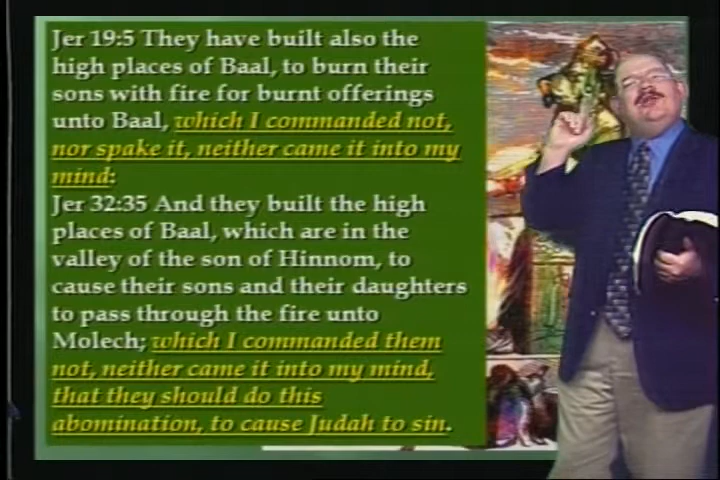 Jer 19:5 They have built also the
high places of Baal, to burn their
sons with fire for burnt offerings
unto Baal, which I commanded not,
nor spake it, neither came it into my
mind:
Jer 32:35 And they built the high
places of Baal, which are in the
valley of the son of Hinnom, to
cause their sons and their daughters
to pass through the fire unto
Molech; which I commanded them
not, neither came it into my mind,
that they should do this
abomination, to cause Judah to sin.